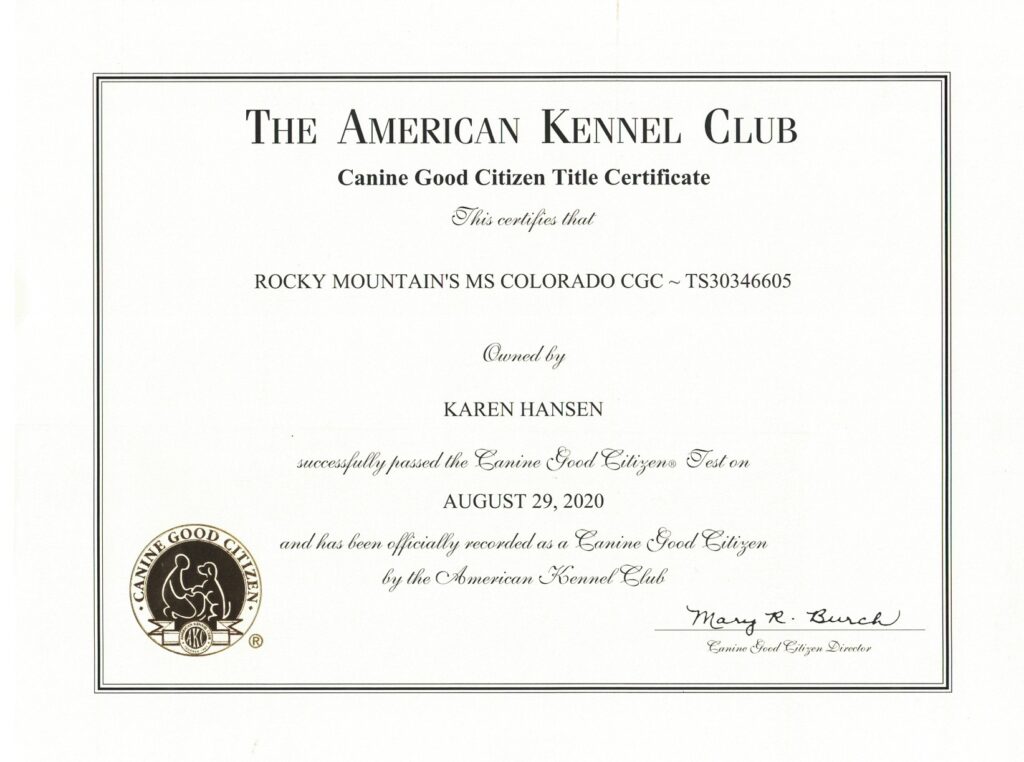 THE AMERICAN KENNEL CLUB
Canine Good Citizen Title Certificate
This certifies that
ROCKY MOUNTAIN'S MS COLORADO CGC ~ TS30346605
Owned by
KAREN HANSEN
successfully passed the Canine Good Citizen® Test on
AUGUST 29, 2020
and has been officially recorded as a Canine Good Citizen
by the American Kennel Club
· CANINE GOOD CITIZEN ·
AKC
®
Mary R. Burch
Canine Good Citizen Director